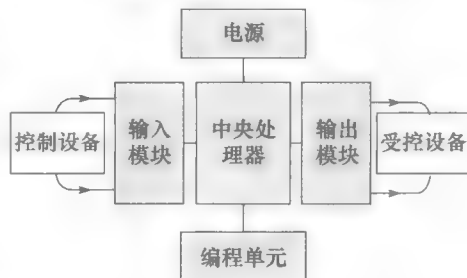 电源
控制设备
输入
模块
中央处
理器
输出
模块
受控设备
编程单元